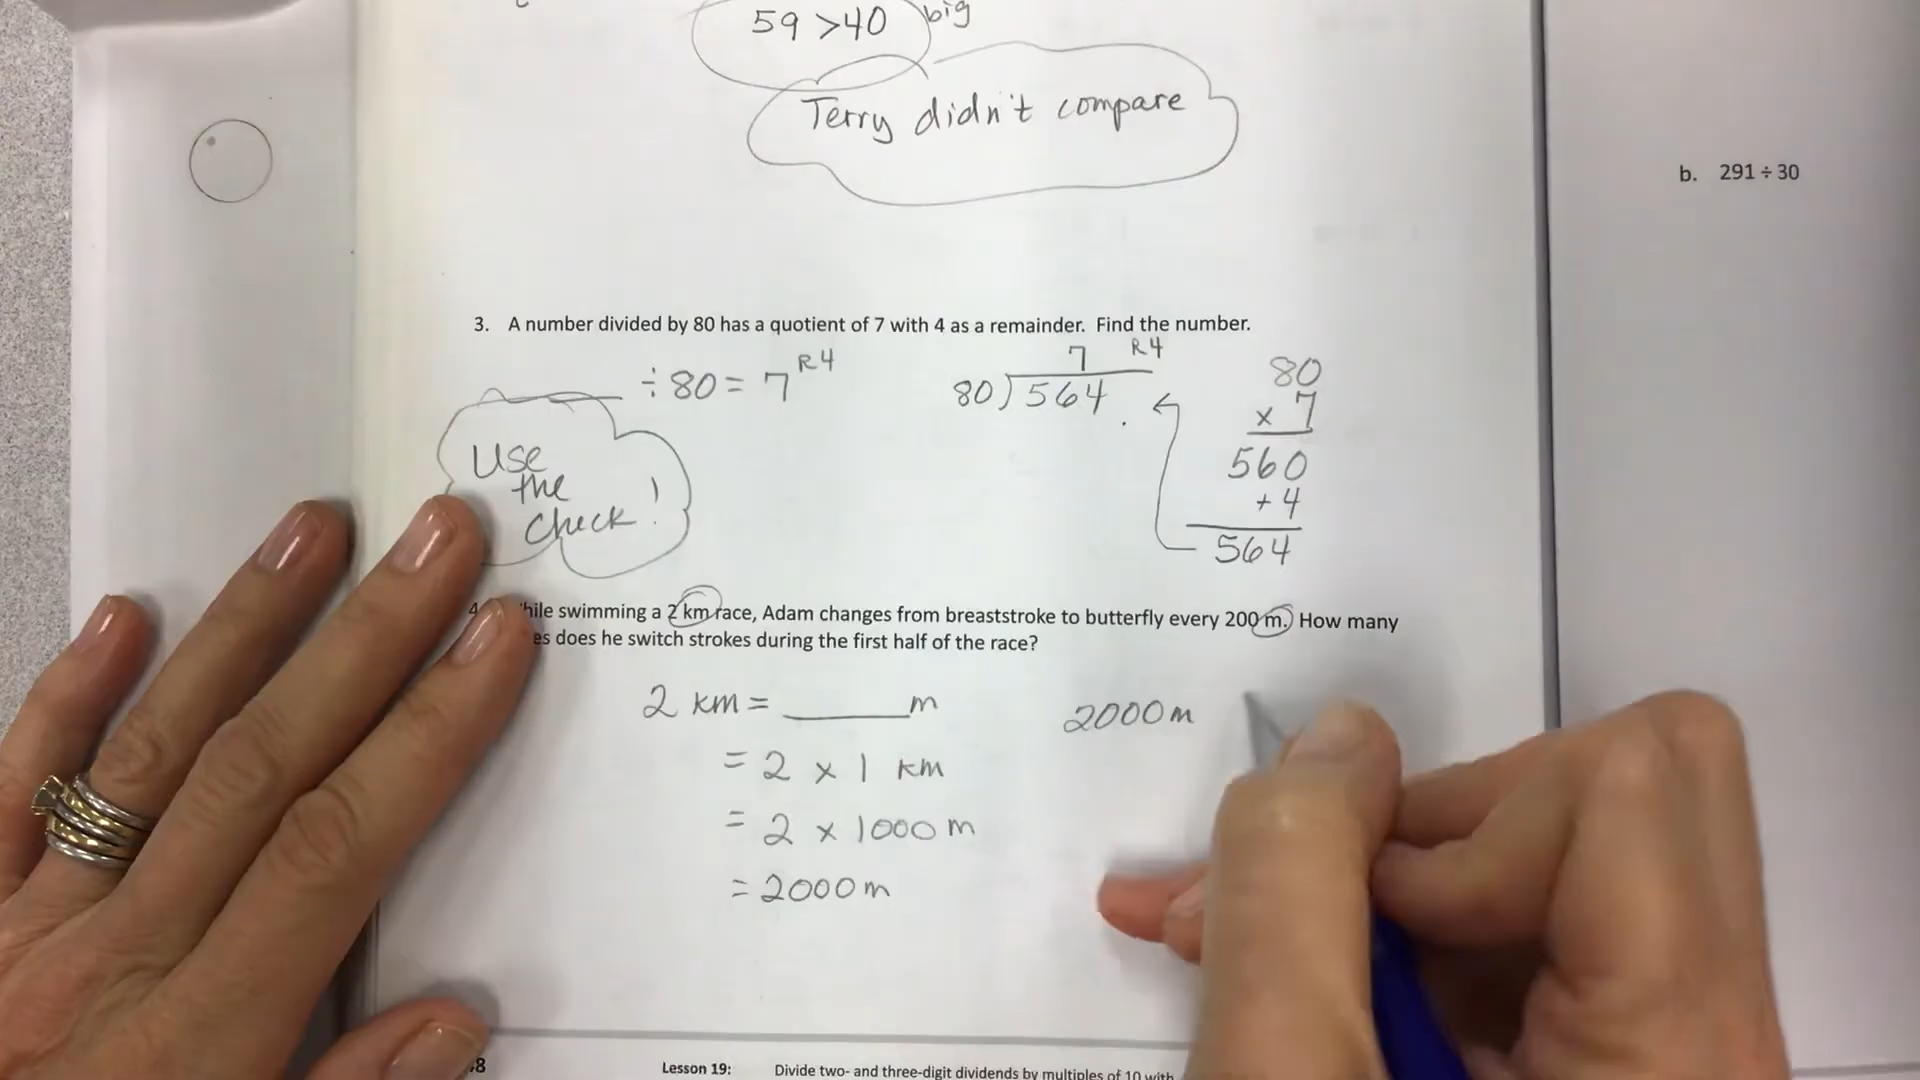 59 > 40 big
Terry didn't compare
b. 291 ÷ 30
3. A number divided by 80 has a quotient of 7 with 4 as a remainder. Find the number.
____ ÷ 80 = 7 R4
Use
the
check!
7 R4
80)564
80
x 7
560
+ 4
564
swimming a 2 km race, Adam changes from breaststroke to butterfly every 200 m. How many
does he switch strokes during the first half of the race?
2 km = ______ m
= 2 x 1 km
= 2 x 1000 m
= 2000 m
2000 m
Lesson 19: Divide two- and three-digit dividends by multiples of 10 with